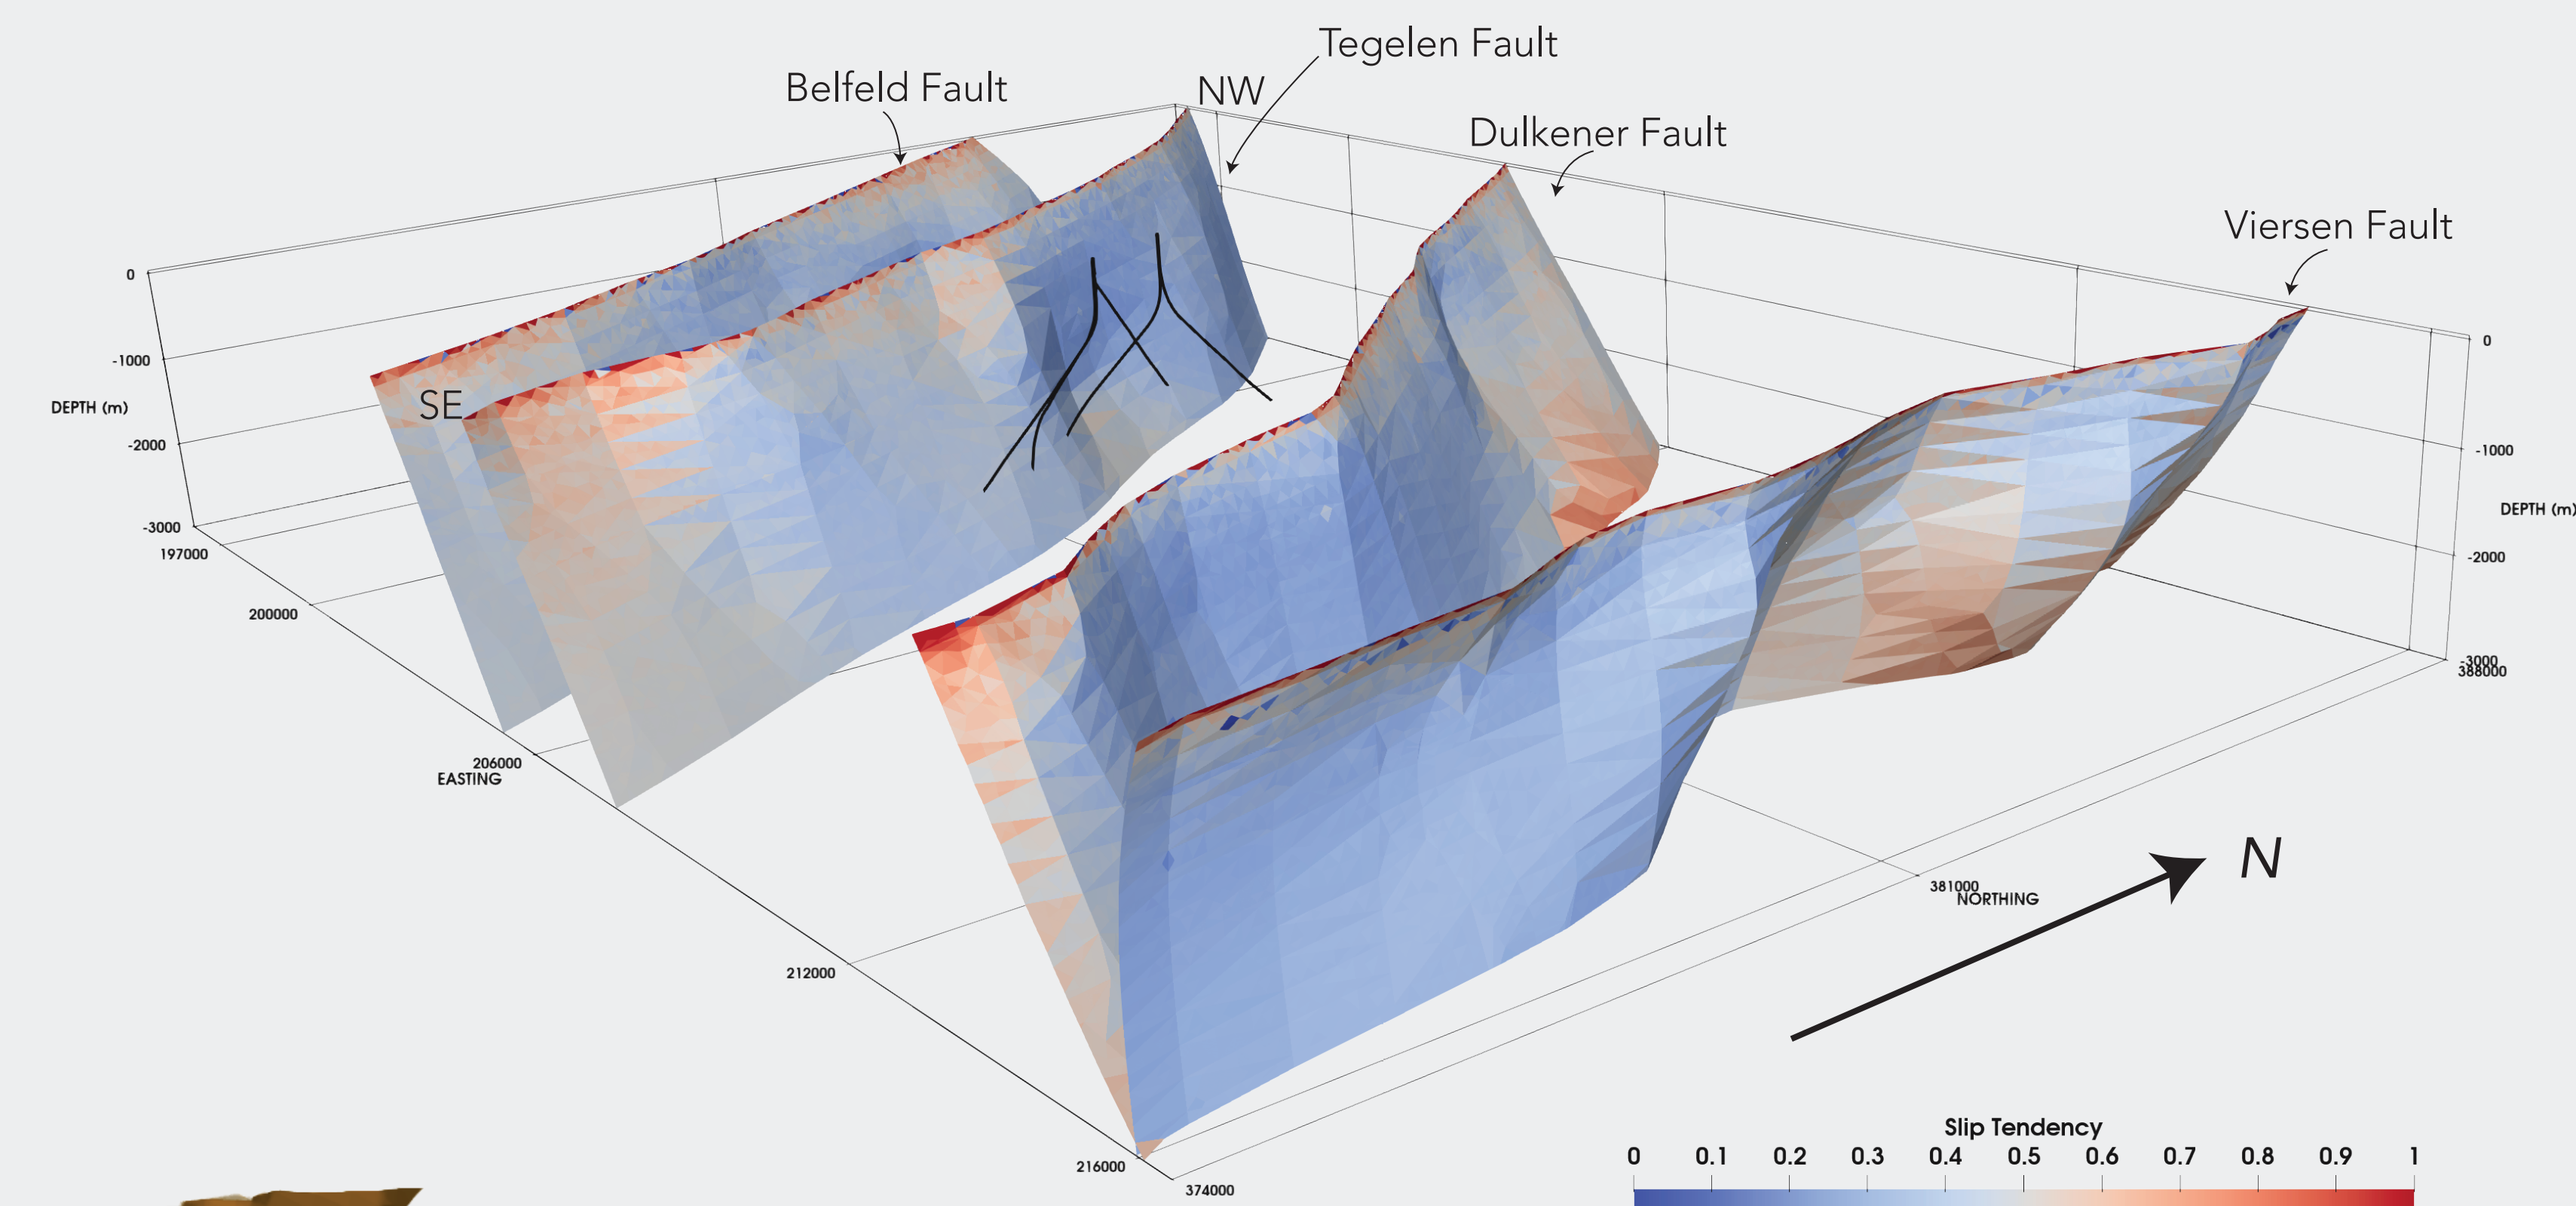 Tegelen Fault
Belfeld Fault
NW
Dulkener Fault
Viersen Fault
0
-1000
DEPTH (m)
-2000
-3000
SE
197000
200000
206000
EASTING
212000
216000
374000
381000
NORTHING
N
0
-1000
DEPTH (m)
-2000
-3000
388000
Slip Tendency
0 0.1 0.2 0.3 0.4 0.5 0.6 0.7 0.8 0.9 1